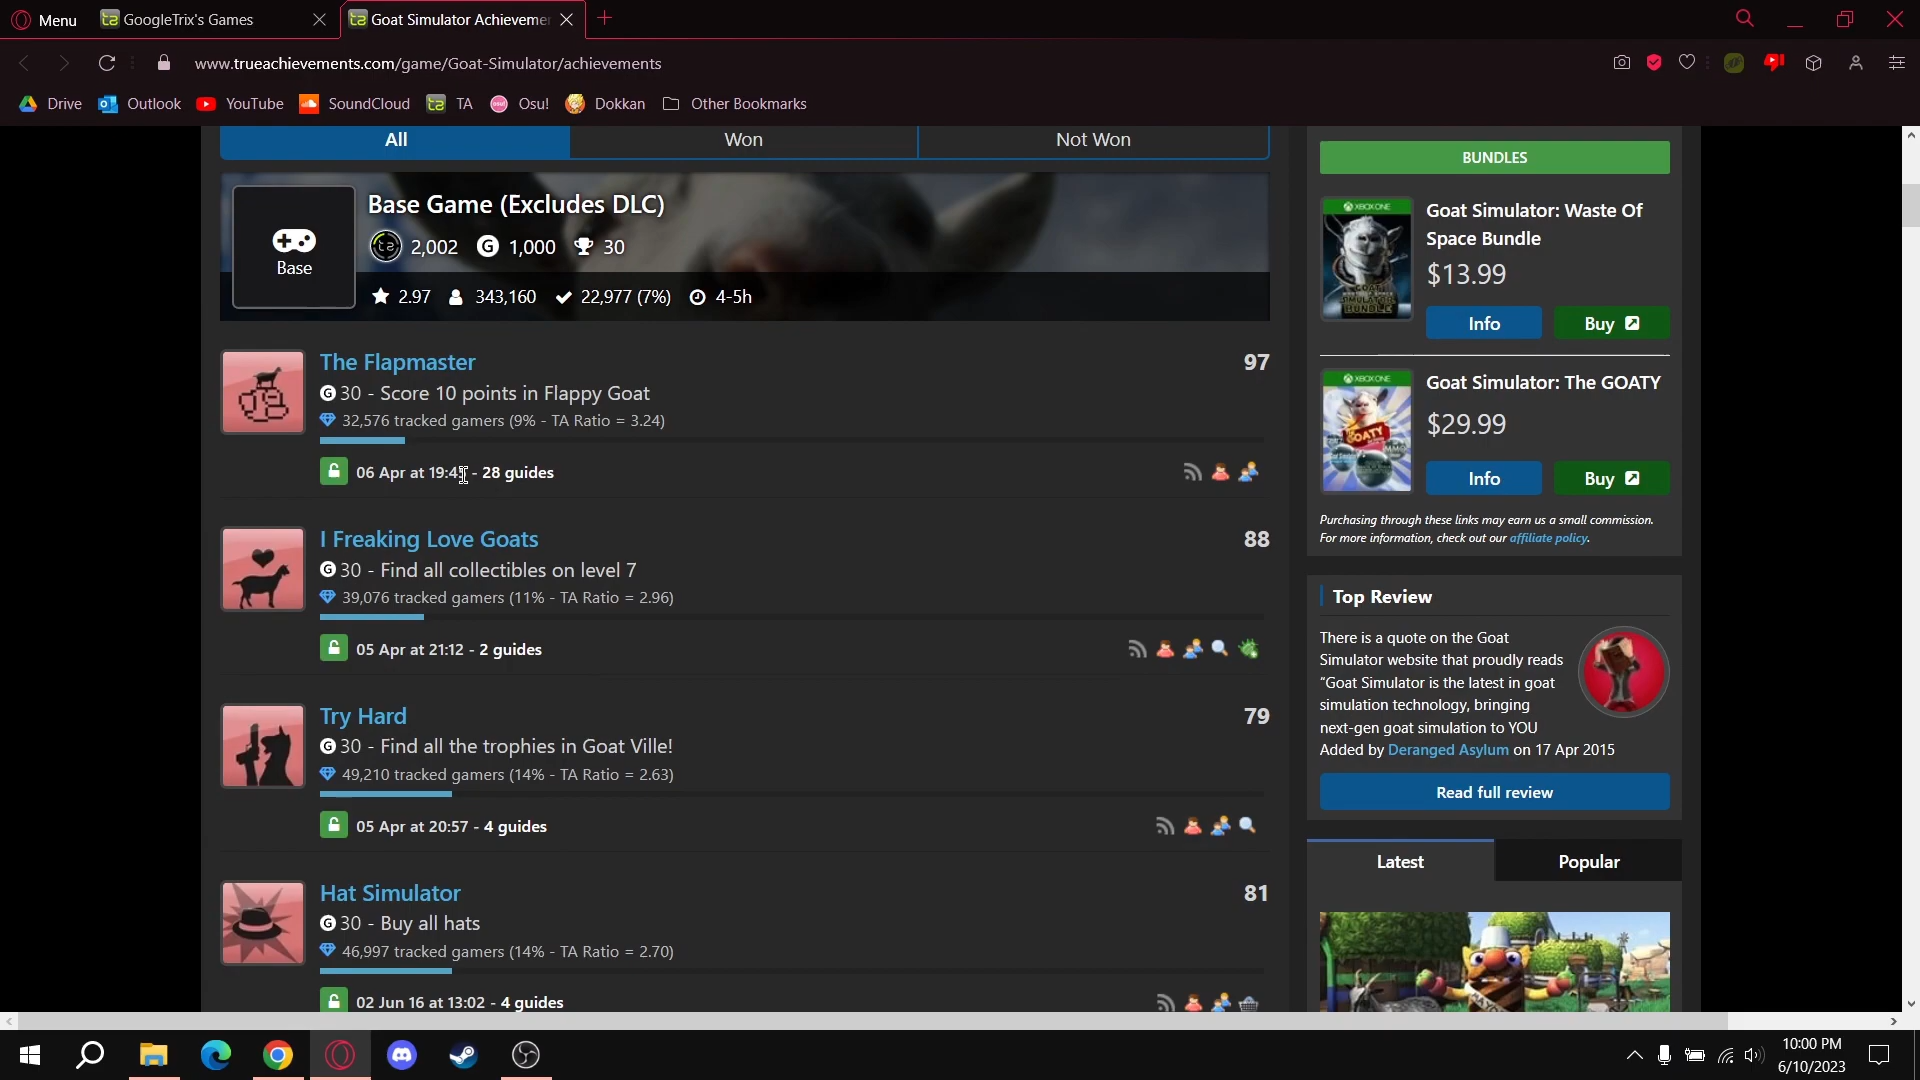 Menu
GoogleTrix's Games
Goat Simulator Achievemen
www.trueachievements.com/game/Goat-Simulator/achievements
Drive
Outlook
YouTube
SoundCloud
TA
Osu!
Dokkan
Other Bookmarks
All
Won
Not Won
Base
Base Game (Excludes DLC)
2,002
G 1,000
30
2.97
343,160
22,977 (7%)
4-5h
The Flapmaster
97
G 30 - Score 10 points in Flappy Goat
32,576 tracked gamers (9% - TA Ratio = 3.24)
06 Apr at 19:4 - 28 guides
I Freaking Love Goats
88
G 30 - Find all collectibles on level 7
39,076 tracked gamers (11% - TA Ratio = 2.96)
05 Apr at 21:12 - 2 guides
Try Hard
79
G 30 - Find all the trophies in Goat Ville!
49,210 tracked gamers (14% - TA Ratio = 2.63)
05 Apr at 20:57 - 4 guides
Hat Simulator
81
G 30 - Buy all hats
46,997 tracked gamers (14% - TA Ratio = 2.70)
02 Jun 16 at 13:02 - 4 guides
BUNDLES
Goat Simulator: Waste Of
Space Bundle
$13.99
Info
Buy
Goat Simulator: The GOATY
$29.99
Info
Buy
Purchasing through these links may earn us a small commission.
For more information, check out our affiliate policy.
Top Review
There is a quote on the Goat
Simulator website that proudly reads
“Goat Simulator is the latest in goat
simulation technology, bringing
next-gen goat simulation to YOU
Added by Deranged Asylum on 17 Apr 2015
Read full review
Latest
Popular
10:00 PM
6/10/2023